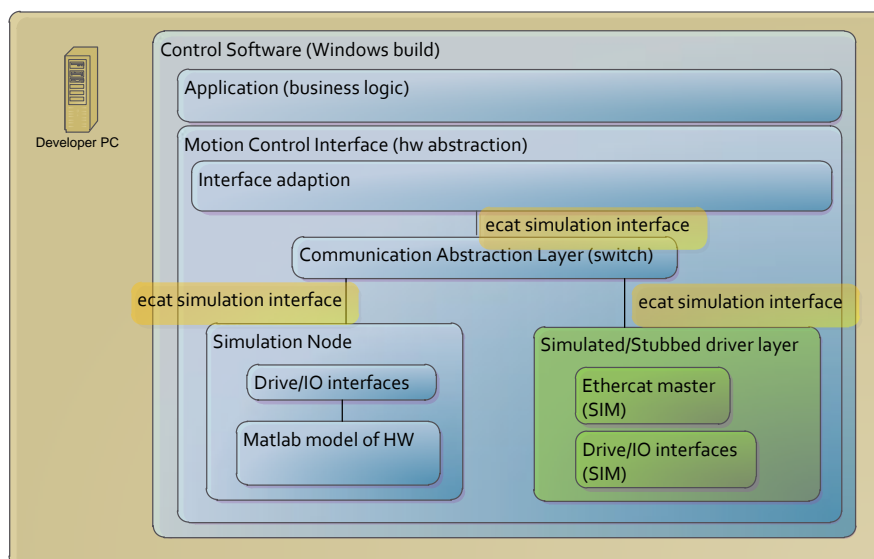 Control Software (Windows build)
Application (business logic)
Developer PC
Motion Control Interface (hw abstraction)
Interface adaption
ecat simulation interface
Communication Abstraction Layer (switch)
ecat simulation interface
ecat simulation interface
Simulation Node
Simulated/Stubbed driver layer
Drive/IO interfaces
Ethercat master
(SIM)
Matlab model of HW
Drive/IO interfaces
(SIM)